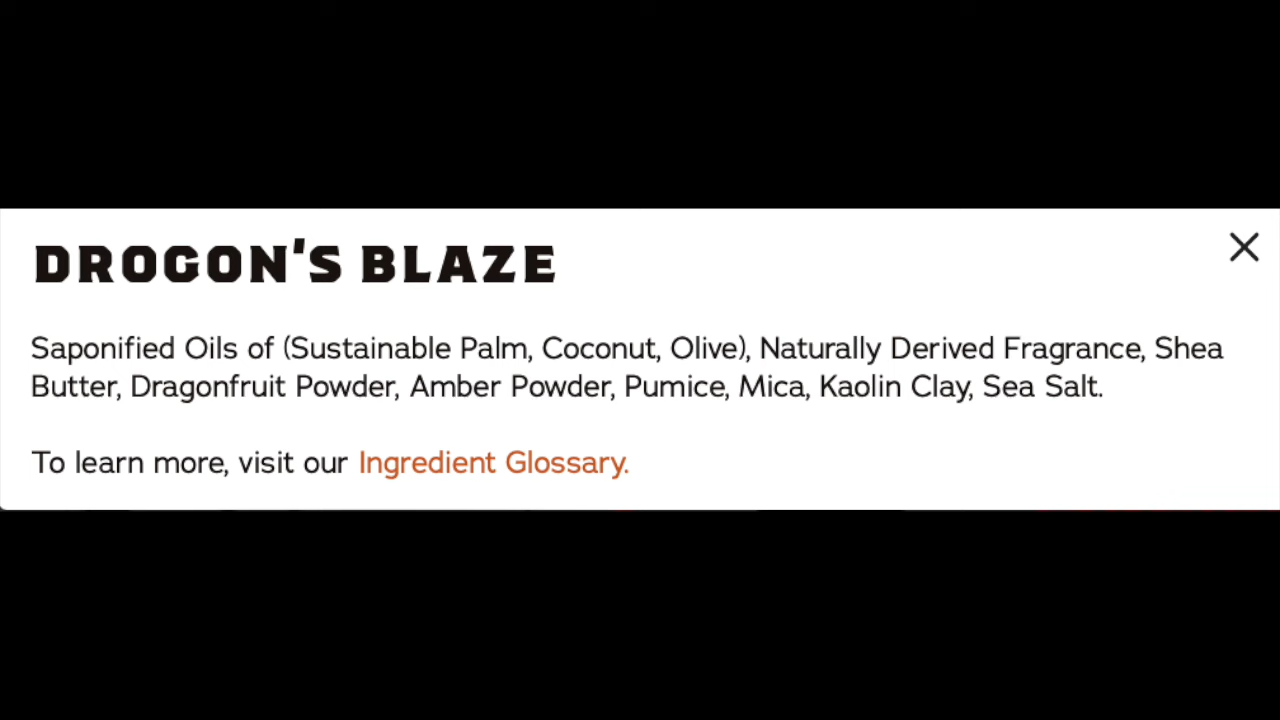 DROGON'S BLAZE
Saponified Oils of (Sustainable Palm, Coconut, Olive), Naturally Derived Fragrance, Shea
Butter, Dragonfruit Powder, Amber Powder, Pumice, Mica, Kaolin Clay, Sea Salt.
To learn more, visit our Ingredient Glossary.